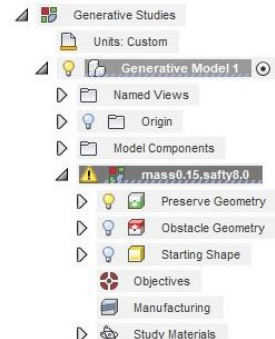 Generative Studies
Units: Custom
Generative Model 1
Named Views
Origin
Model Components
mass0.15,safty8.0
Preserve Geometry
Obstacle Geometry
Starting Shape
Objectives
Manufacturing
Study Materials